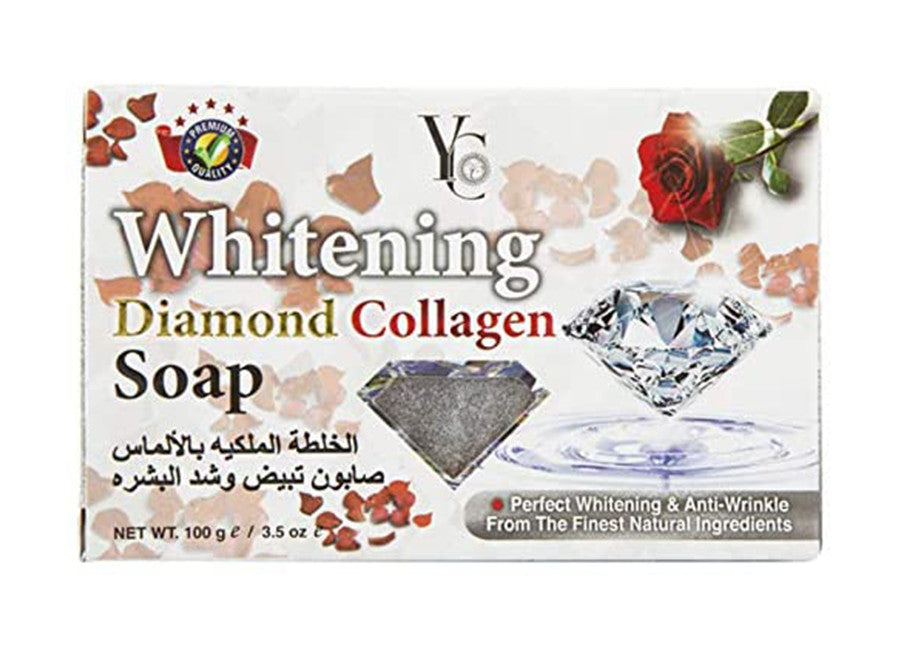 PREMIUM
QUALITY
YC
Whitening
Diamond Collagen
Soap
الخلطة الملكيه بالألماس
صابون تبيض وشد البشره
NET WT. 100 g ℮ / 3.5 oz ℮
Perfect Whitening & Anti-Wrinkle
From The Finest Natural Ingredients